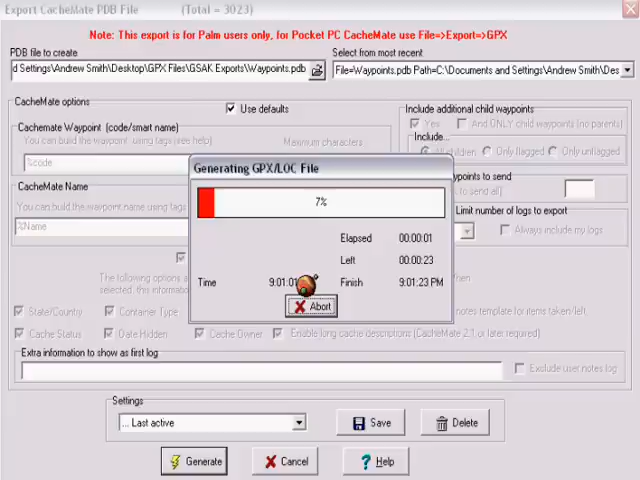 Export CacheMate PDB File (Total = 3023)
Note: This export is for Palm users only, for Pocket PC CacheMate use File=>Export=>GPX
PDB file to create
Select from most recent
d Settings\Andrew Smith\Desktop\GPX Files\GSAK Exports\Waypoints.pdb
File=Waypoints.pdb Path=C:\Documents and Settings\Andrew Smith\Des
CacheMate options
Use defaults
Include additional child waypoints
Yes
And ONLY child waypoints (no parents)
Cachemate Waypoint (code/smart name)
You can build the waypoint name using tags (see help)
Maximum characters
Include...
children
Only flagged
Only unflagged
%code
Generating GPX/LOC File
7%
CacheMate Name
You can build the waypoint name using tags
%Name
points to send
to send all)
Limit number of logs to export
Always include my logs
Elapsed 00:00:01
Left 00:00:23
Time 9:01:01
Finish 9:01:23 PM
Abort
The following options a
selected, this informatio
when
State/Country
Container Type
notes template for items taken/left
Cache Status
Date Hidden
Cache Owner
Enable long cache descriptions (CacheMate 2.1 or later required)
Extra information to show as first log
Exclude user notes log
Settings
... Last active
Save
Delete
Generate
Cancel
Help